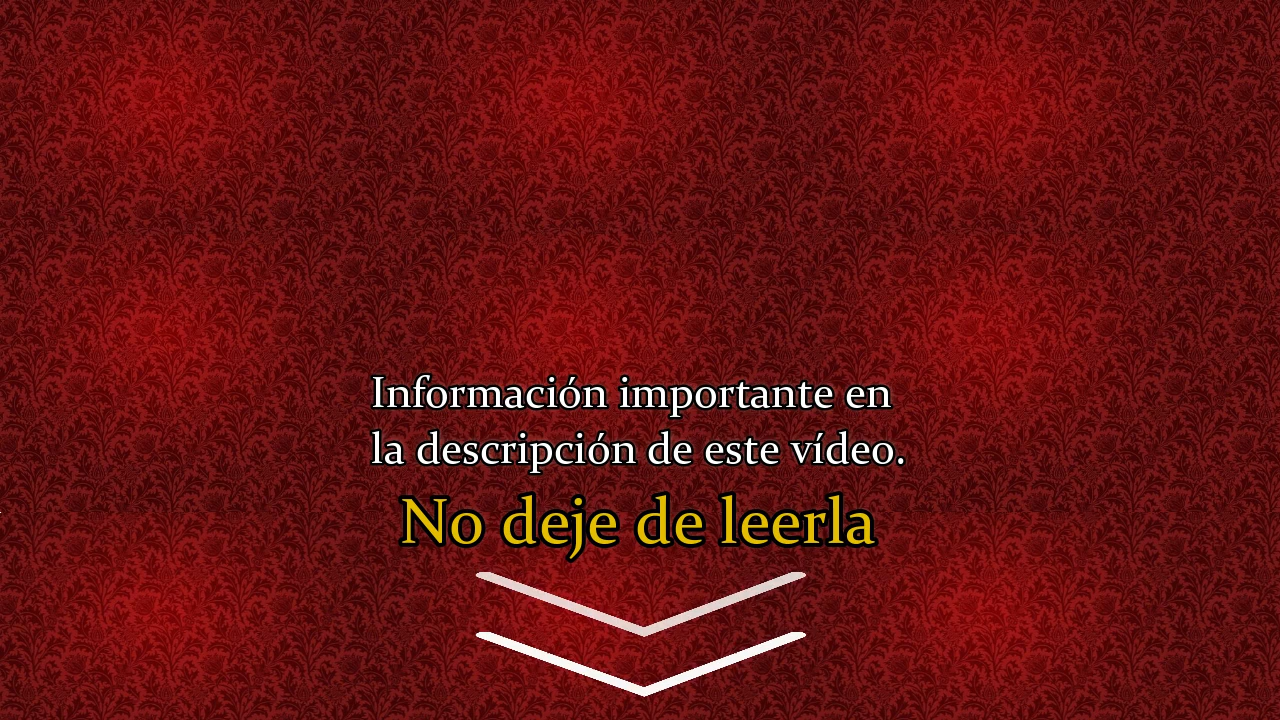 Información importante en
la descripción de este vídeo.
No deje de leerla